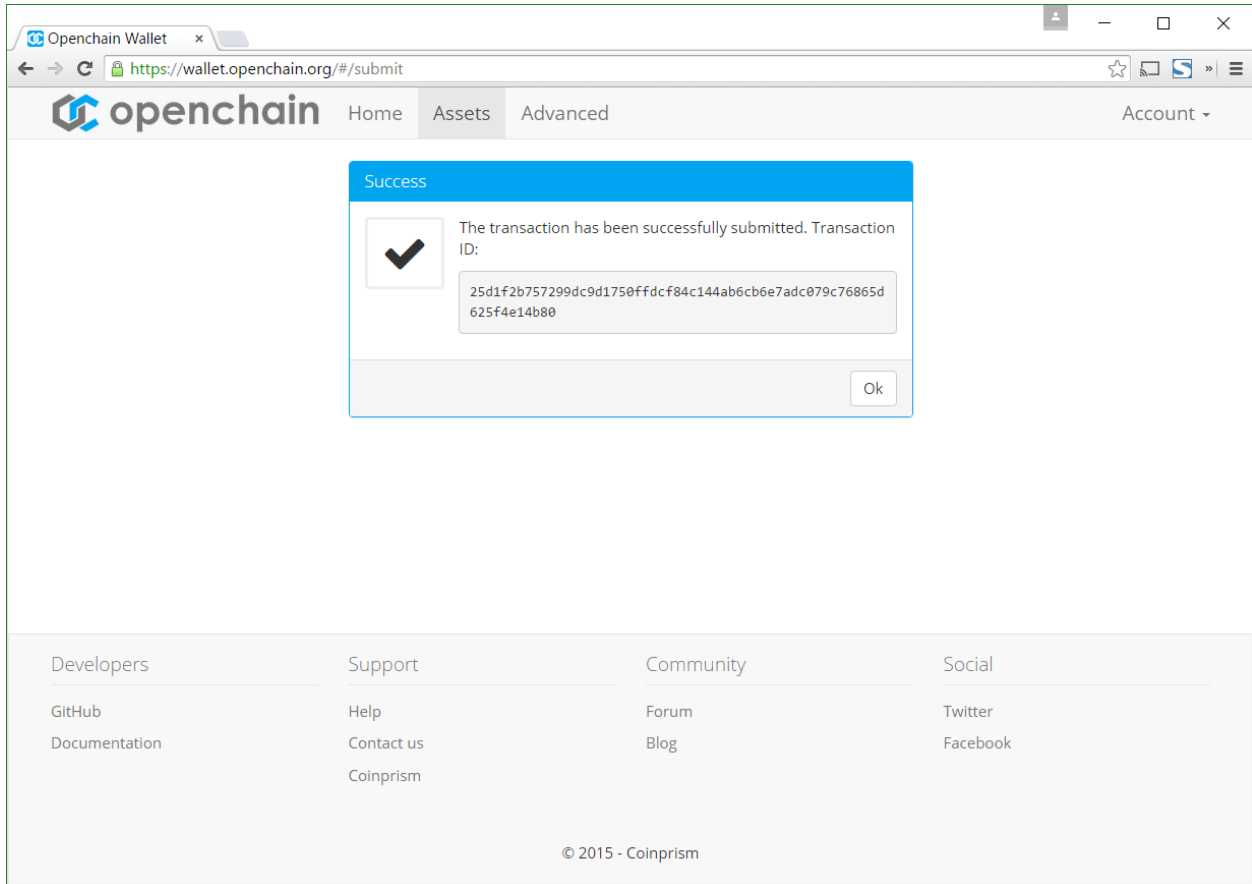 Openchain Wallet
https://wallet.openchain.org/#/submit
openchain Home Assets Advanced Account
Success
The transaction has been successfully submitted. Transaction
ID:
25d1f2b757299dc9d1750ffdcf84c144ab6cb6e7adc079c76865d
625f4e14b80
Ok
Developers Support Community Social
GitHub Help Forum Twitter
Documentation Contact us Blog Facebook
Coinprism
© 2015 - Coinprism